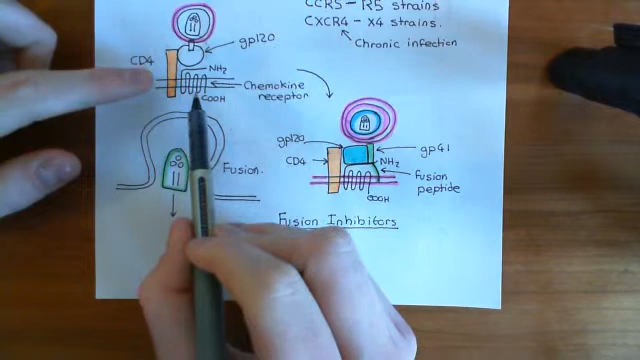 CCR5 - R5 strains
CXCR4 - X4 strains.
Chronic infection
gp120
CD4
NH2
Chemokine
receptor
COOH
gp120
gp41
CD4
NH2
Fusion
peptide
COOH
Fusion.
Fusion Inhibitors